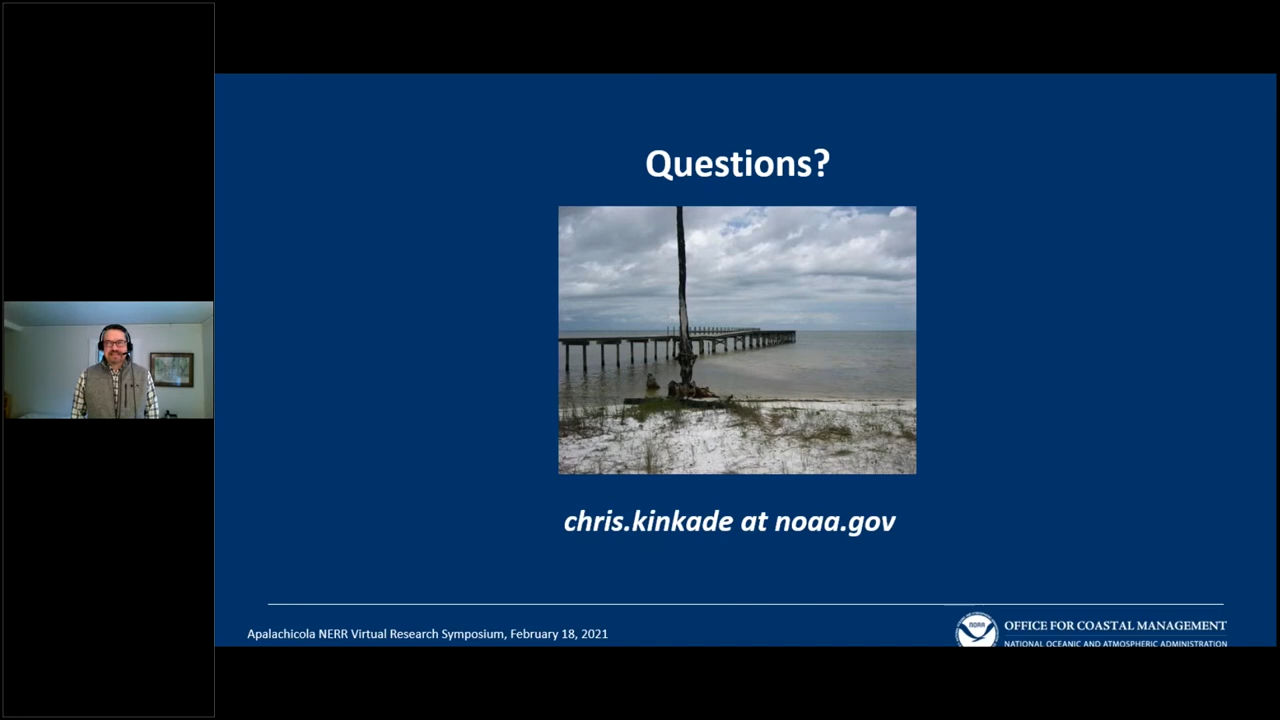 Questions?
chris.kinkade at noaa.gov
Apalachicola NERR Virtual Research Symposium, February 18, 2021
NOAA
OFFICE FOR COASTAL MANAGEMENT
NATIONAL OCEANIC AND ATMOSPHERIC ADMINISTRATION